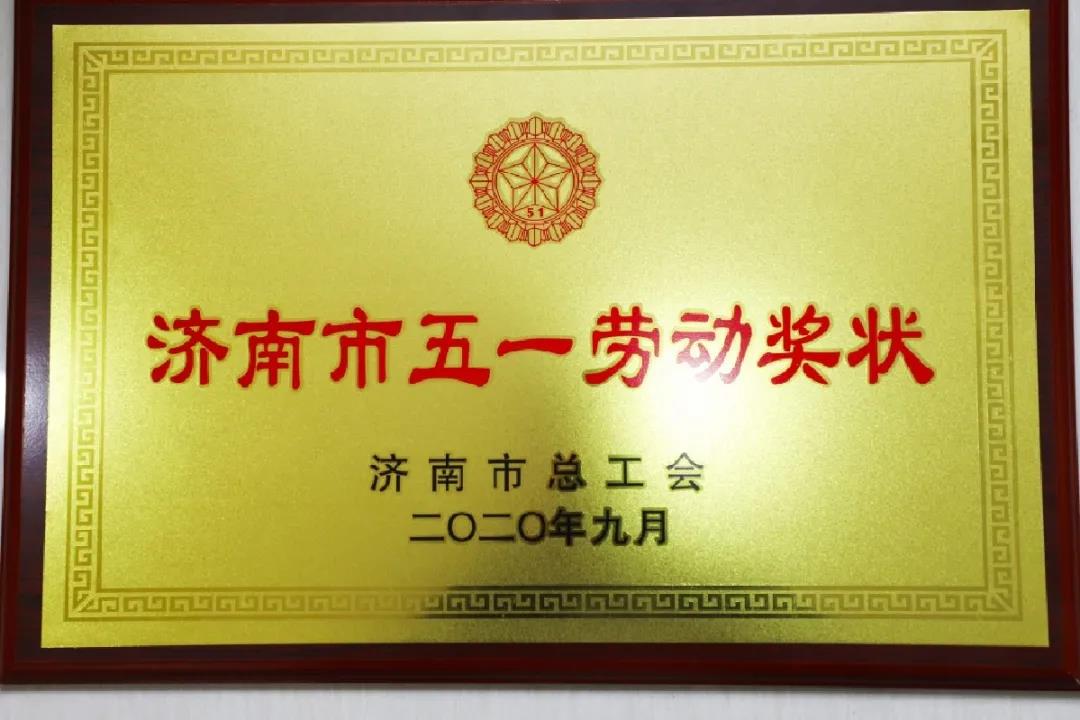 51
济南市五一劳动奖状
济南市总工会
二〇二〇年九月